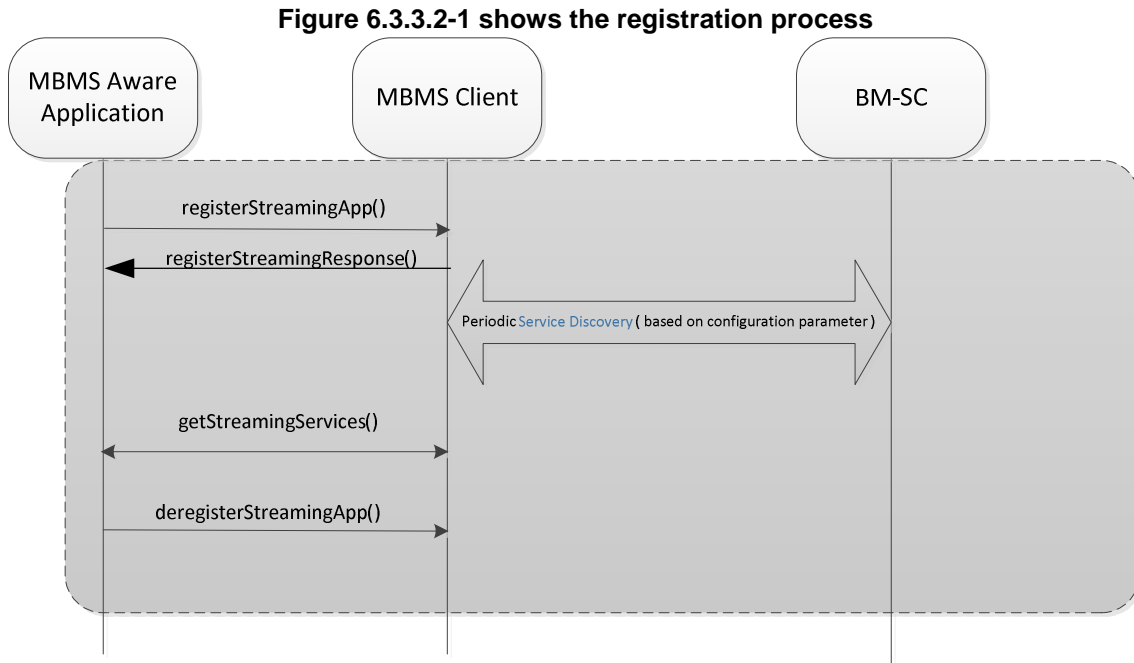 Figure 6.3.3.2-1 shows the registration process
MBMS Aware
Application
MBMS Client
BM-SC
registerStreamingApp()
registerStreamingResponse()
Periodic Service Discovery ( based on configuration parameter )
getStreamingServices()
deregisterStreamingApp()